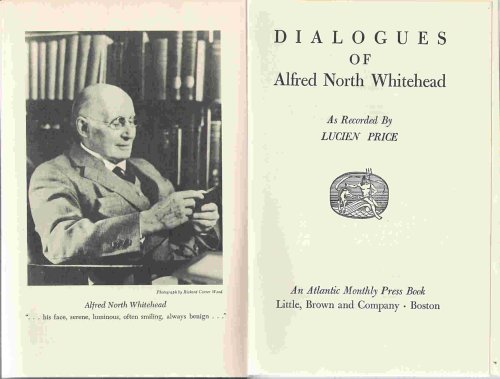 Photograph by Richard Carver Wood
Alfred North Whitehead
". . . his face, serene, luminous, often smiling, always benign . . ."
DIALOGUES
OF
Alfred North Whitehead
As Recorded By
LUCIEN PRICE
An Atlantic Monthly Press Book
Little, Brown and Company · Boston